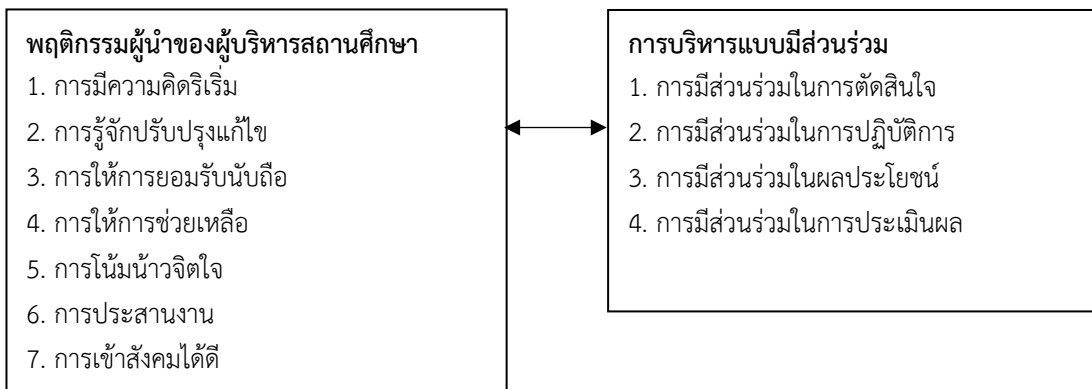 พฤติกรรมผู้นำของผู้บริหารสถานศึกษา
1. การมีความคิดริเริ่ม
2. การรู้จักปรับปรุงแก้ไข
3. การให้การยอมรับนับถือ
4. การให้การช่วยเหลือ
5. การโน้มน้าวจิตใจ
6. การประสานงาน
7. การเข้าสังคมได้ดี
การบริหารแบบมีส่วนร่วม
1. การมีส่วนร่วมในการตัดสินใจ
2. การมีส่วนร่วมในการปฏิบัติการ
3. การมีส่วนร่วมในผลประโยชน์
4. การมีส่วนร่วมในการประเมินผล